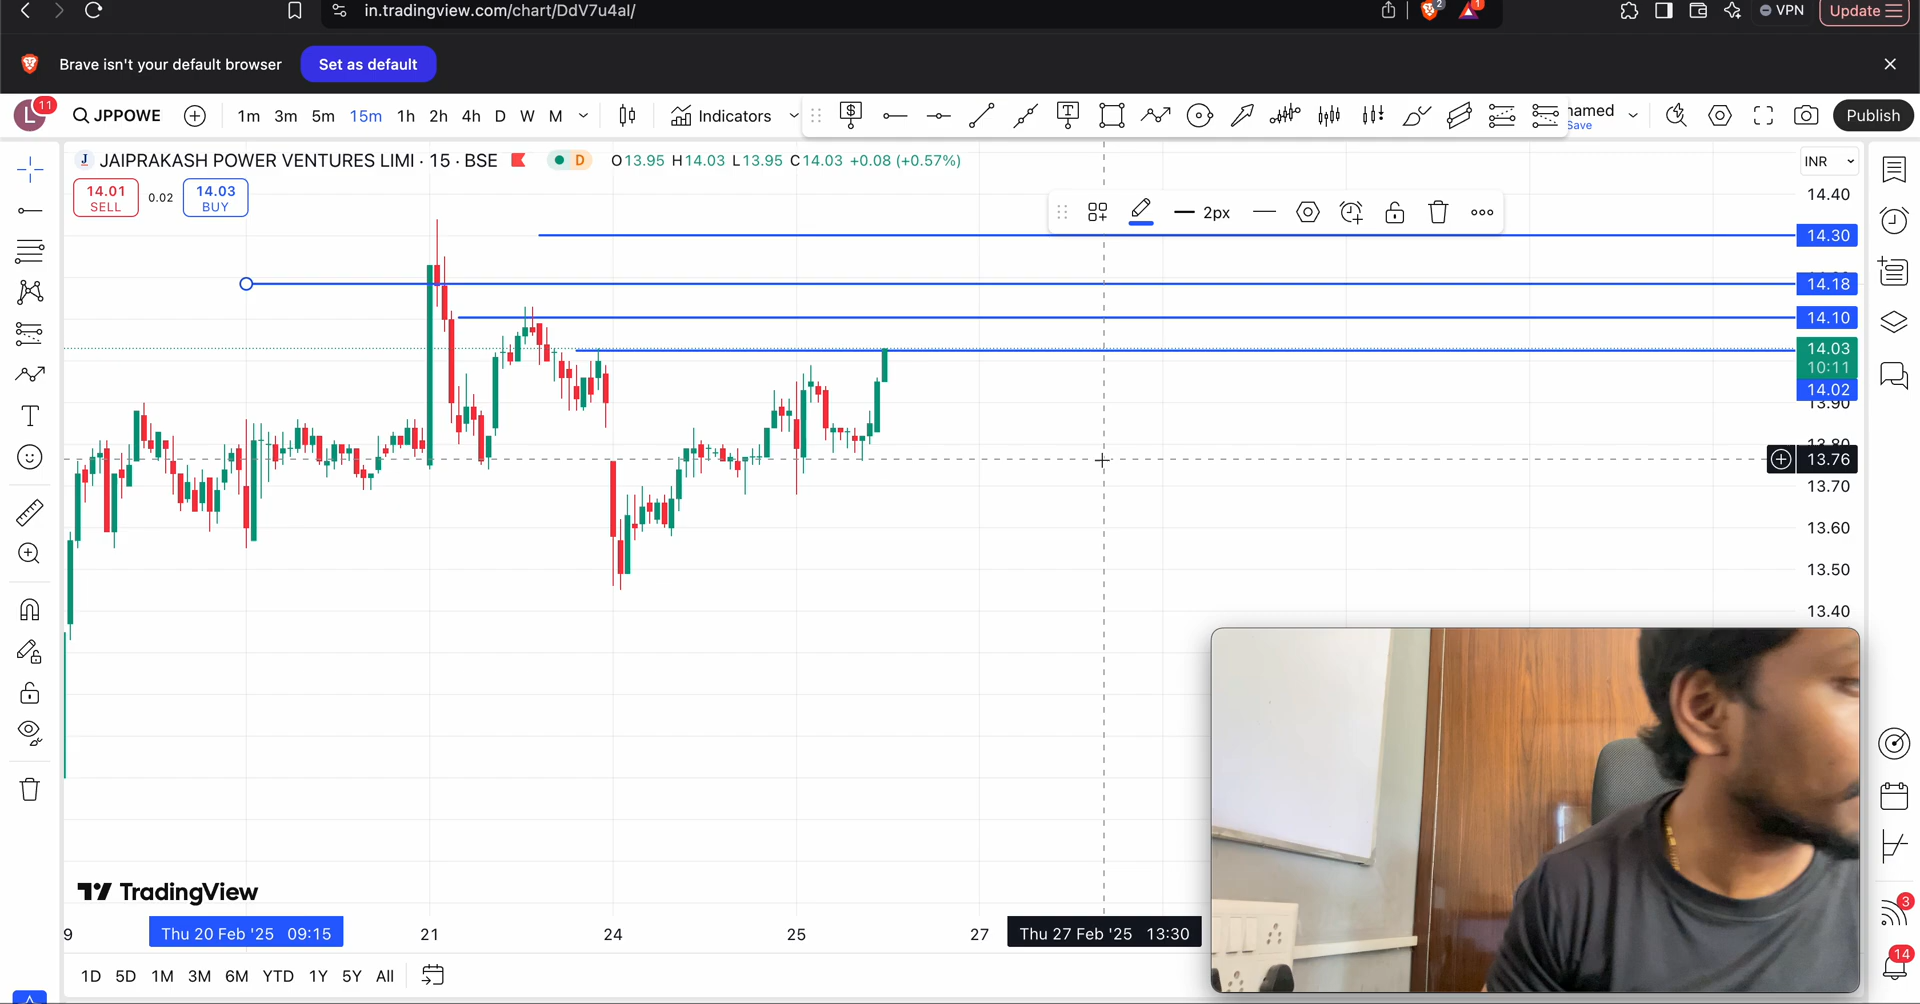 in.tradingview.com/chart/DdV7u4al/
2
1
VPN
Update
Brave isn't your default browser
Set as default
L
11
JPPOWE
1m 3m 5m 15m 1h 2h 4h D W M
Indicators
named
Save
Publish
J JAIPRAKASH POWER VENTURES LIMI · 15 · BSE
D
O13.95 H14.03 L13.95 C14.03 +0.08 (+0.57%)
INR
14.01
SELL
0.02
14.03
BUY
2px
14.40
14.30
14.18
14.10
14.03
10:11
14.02
13.90
13.80
13.76
13.70
13.60
13.50
13.40
TradingView
9
Thu 20 Feb '25 09:15
21
24
25
27
Thu 27 Feb '25 13:30
1D 5D 1M 3M 6M YTD 1Y 5Y All
3
14